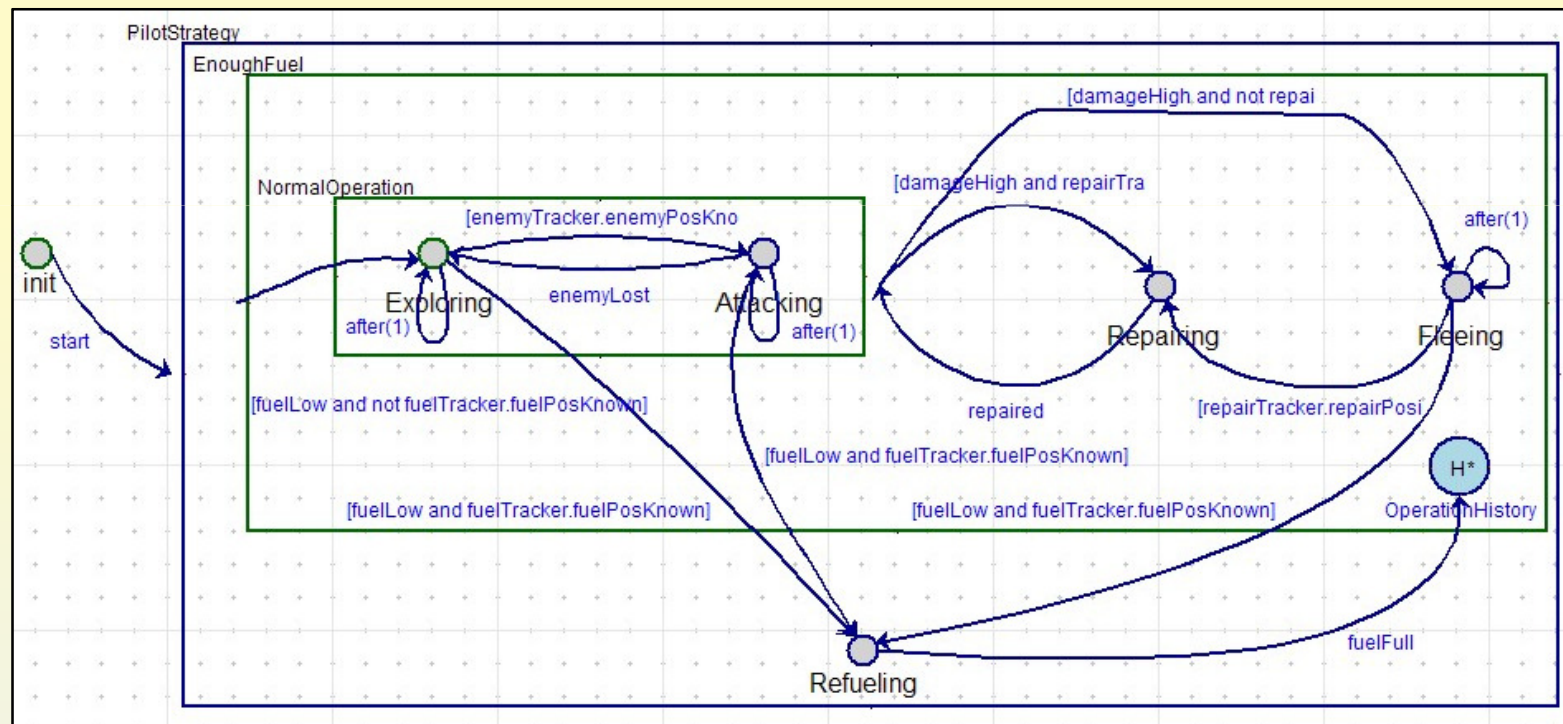 PilotStrategy
EnoughFuel
[damageHigh and not repai
NormalOperation
[damageHigh and repairTra
[enemyTracker.enemyPosKno
after(1)
init
Exploring
enemyLost
Attacking
after(1)
after(1)
start
Repairing
Fleeing
[fuelLow and not fuelTracker.fuelPosKnown]
repaired
[repairTracker.repairPosi
[fuelLow and fuelTracker.fuelPosKnown]
H*
[fuelLow and fuelTracker.fuelPosKnown]
[fuelLow and fuelTracker.fuelPosKnown]
OperationHistory
fuelFull
Refueling